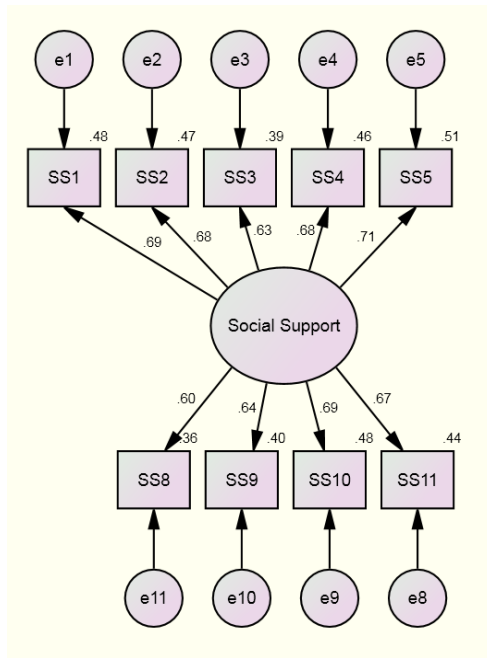 e1 e2 e3 e4 e5
.48 .47 .39 .46 .51
SS1 SS2 SS3 SS4 SS5
.69 .68 .63 .68 .71
Social Support
.60 .64 .69 .67
.36 .40 .48 .44
SS8 SS9 SS10 SS11
e11 e10 e9 e8